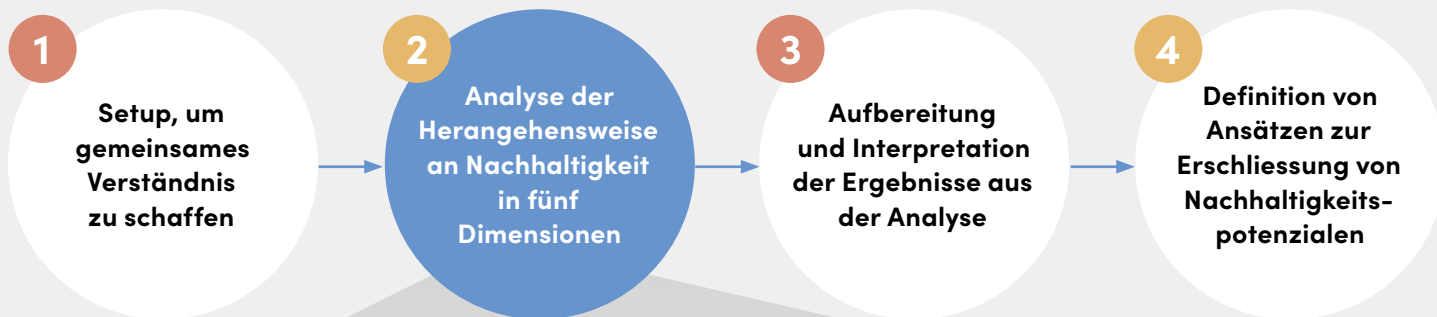 1
Setup, um
gemeinsames
Verständnis
zu schaffen
2
Analyse der
Herangehensweise
an Nachhaltigkeit
in fünf
Dimensionen
3
Aufbereitung
und Interpretation
der Ergebnisse aus
der Analyse
4
Definition von
Ansätzen zur
Erschliessung von
Nachhaltigkeits-
potenzialen